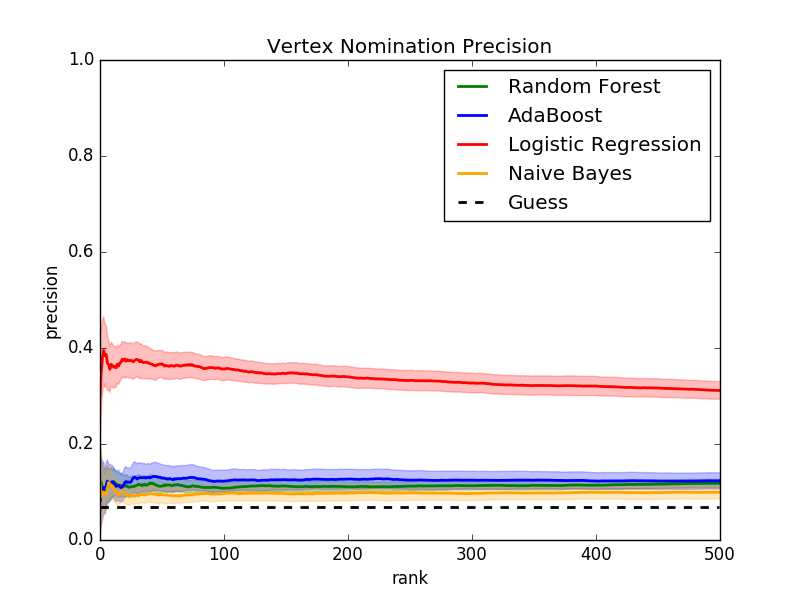 Vertex Nomination Precision
1.0
0.8
0.6
0.4
0.2
0.0
precision
Random Forest
AdaBoost
Logistic Regression
Naive Bayes
Guess
0 100 200 300 400 500
rank